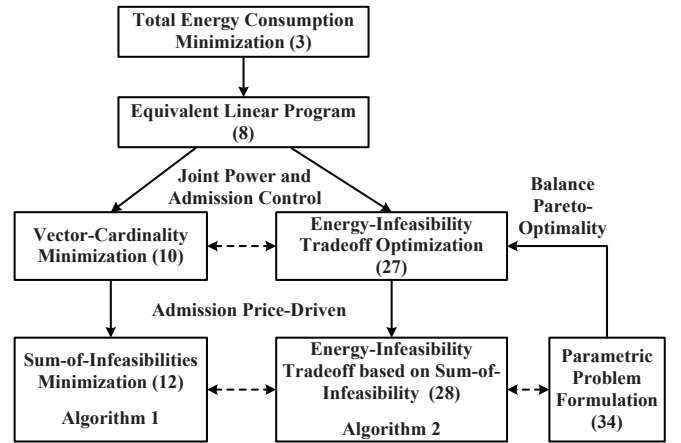 Total Energy Consumption
Minimization (3)
Equivalent Linear Program
(8)
Joint Power and
Admission Control
Balance
Pareto-
Optimality
Vector-Cardinality
Minimization (10)
Energy-Infeasibility
Tradeoff Optimization
(27)
Admission Price-Driven
Sum-of-Infeasibilities
Minimization (12)
Algorithm 1
Energy-Infeasibility
Tradeoff based on Sum-of-
Infeasibility (28)
Algorithm 2
Parametric
Problem
Formulation
(34)